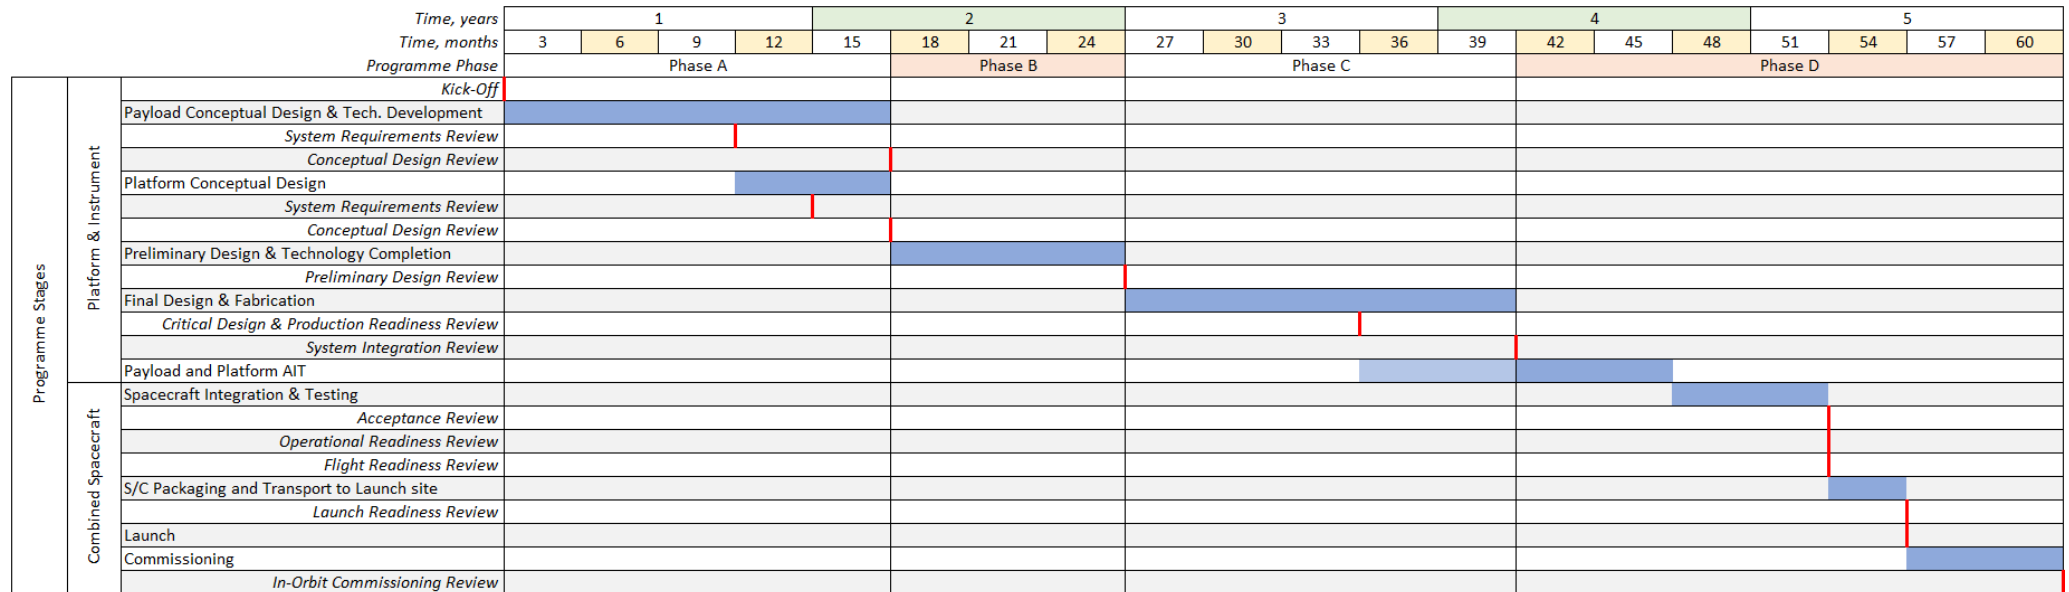 Time, years 1 2 3 4 5
Time, months 3 6 9 12 15 18 21 24 27 30 33 36 39 42 45 48 51 54 57 60
Programme Phase Phase A Phase B Phase C Phase D
Programme Stages
Platform & Instrument
Kick-Off
Payload Conceptual Design & Tech. Development
System Requirements Review
Conceptual Design Review
Platform Conceptual Design
System Requirements Review
Conceptual Design Review
Preliminary Design & Technology Completion
Preliminary Design Review
Final Design & Fabrication
Critical Design & Production Readiness Review
System Integration Review
Payload and Platform AIT
Combined Spacecraft
Spacecraft Integration & Testing
Acceptance Review
Operational Readiness Review
Flight Readiness Review
S/C Packaging and Transport to Launch site
Launch Readiness Review
Launch
Commissioning
In-Orbit Commissioning Review